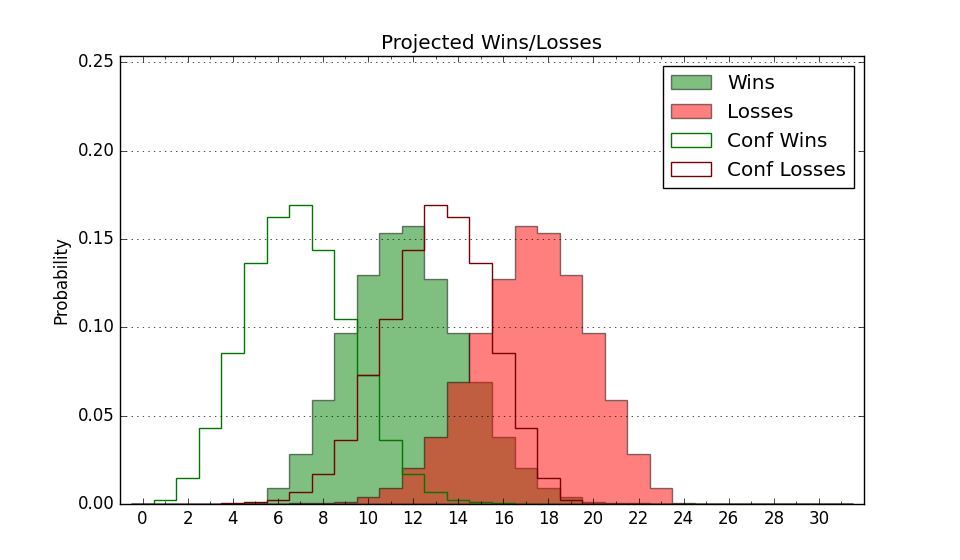 Projected Wins/Losses
0.25
0.20
0.15
0.10
0.05
0.00
Probability
Wins
Losses
Conf Wins
Conf Losses
0 2 4 6 8 10 12 14 16 18 20 22 24 26 28 30